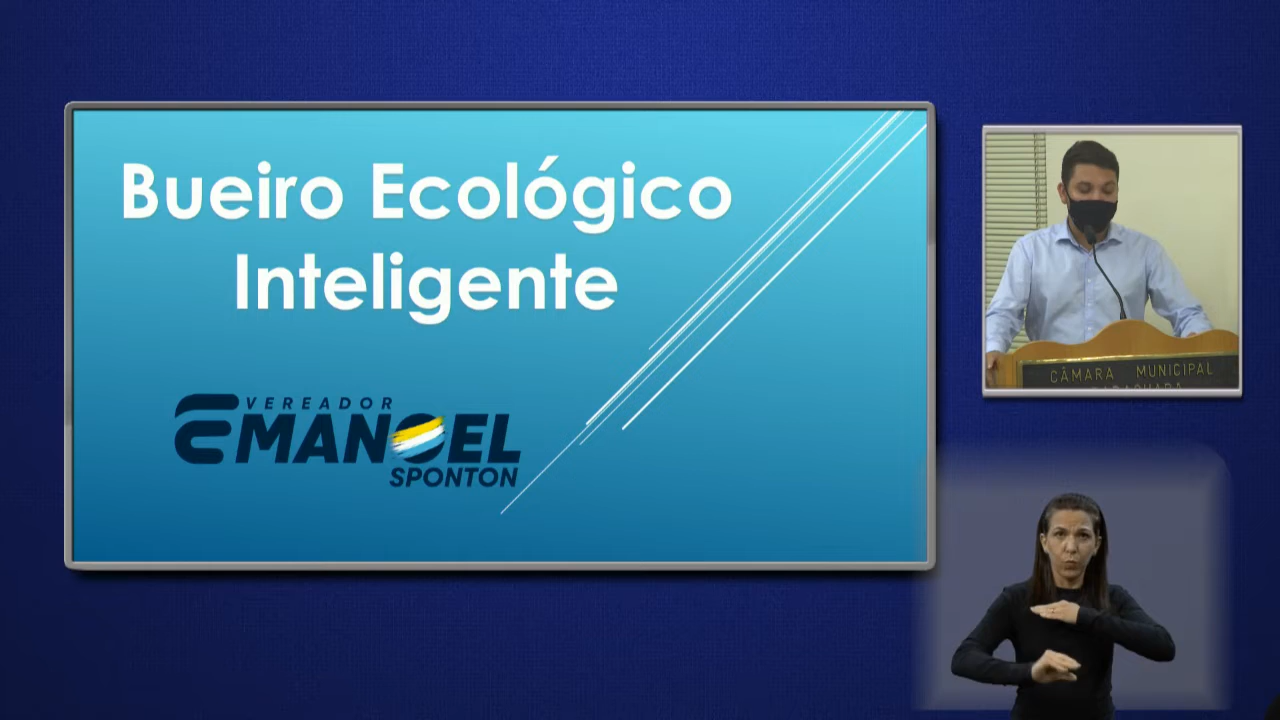 Bueiro Ecológico
Inteligente
VEREADOR
EMANOEL
SPONTON
CÂMARA MUNICIPAL